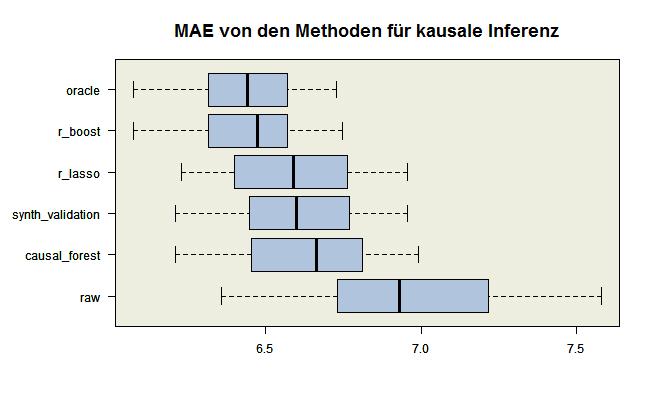 MAE von den Methoden für kausale Inferenz
oracle
r_boost
r_lasso
synth_validation
causal_forest
raw
6.5 7.0 7.5